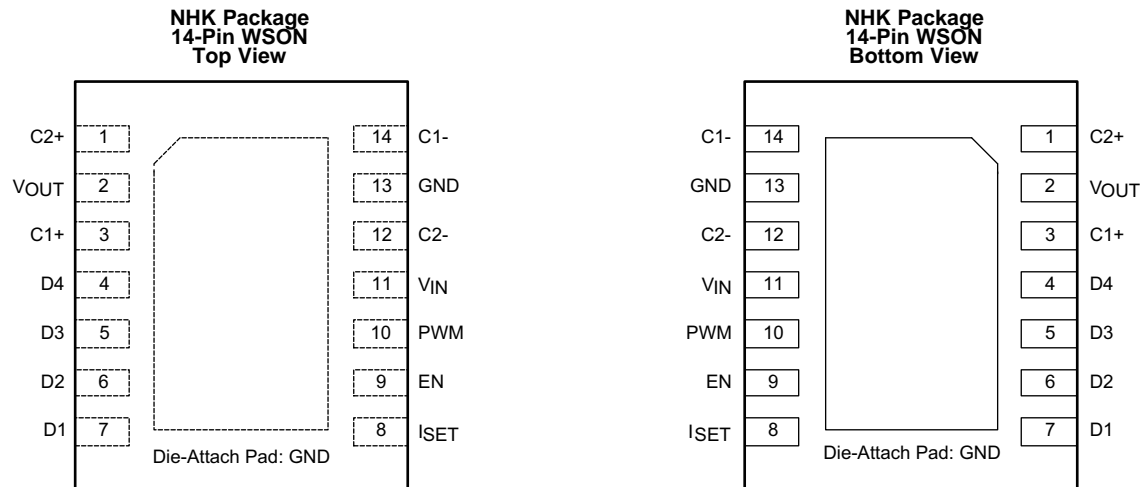 NHK Package
14-Pin WSON
Top View
C2+ 1 14 C1-
VOUT 2 13 GND
C1+ 3 12 C2-
D4 4 11 VIN
D3 5 10 PWM
D2 6 9 EN
D1 7 8 ISET
Die-Attach Pad: GND
NHK Package
14-Pin WSON
Bottom View
C1- 14 1 C2+
GND 13 2 VOUT
C2- 12 3 C1+
VIN 11 4 D4
PWM 10 5 D3
EN 9 6 D2
ISET 8 7 D1
Die-Attach Pad: GND